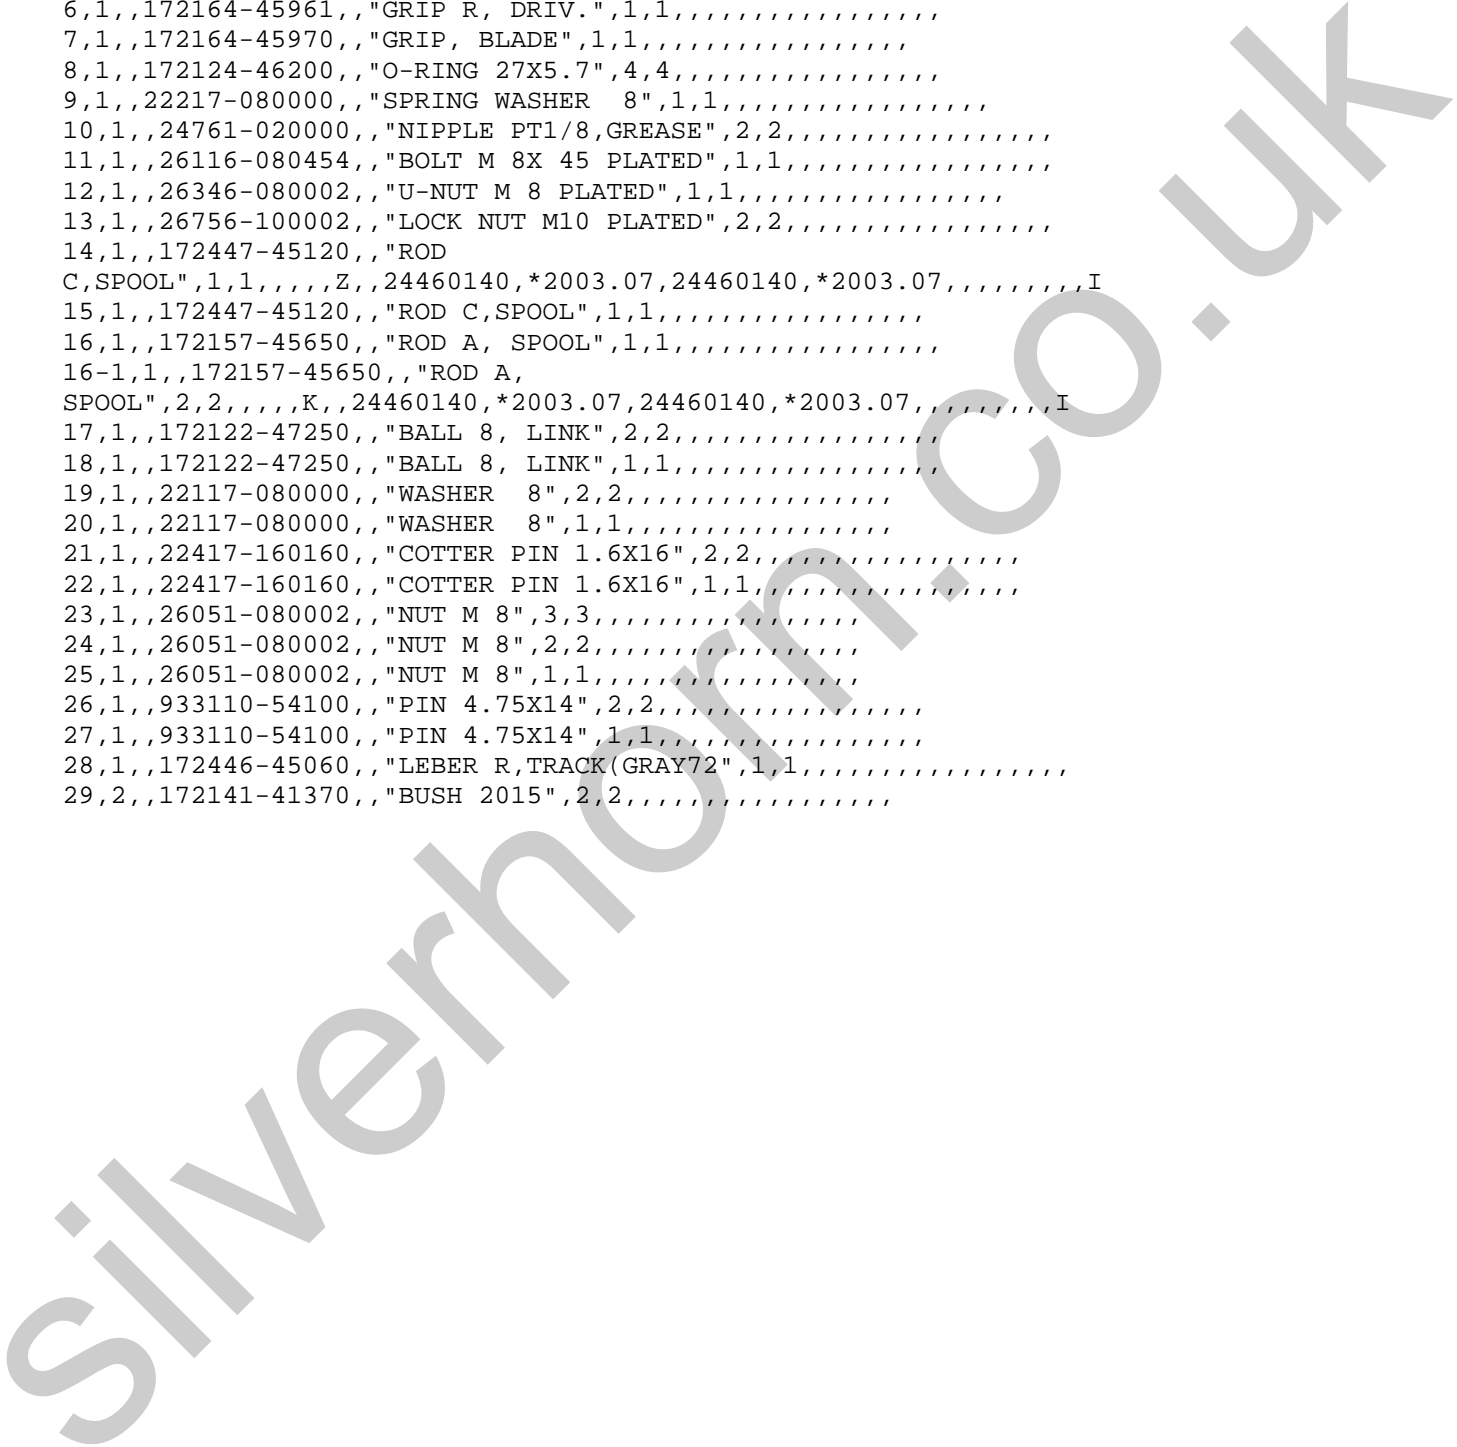 6,1,,172164-45961,,"GRIP R, DRIV.",1,1,,,,,,,,,,,,,,,,,
7,1,,172164-45970,,"GRIP, BLADE",1,1,,,,,,,,,,,,,,,,,
8,1,,172124-46200,,"O-RING 27X5.7",4,4,,,,,,,,,,,,,,,,,
9,1,,22217-080000,,"SPRING WASHER  8",1,1,,,,,,,,,,,,,,,,,
10,1,,24761-020000,,"NIPPLE PT1/8,GREASE",2,2,,,,,,,,,,,,,,,,,
11,1,,26116-080454,,"BOLT M 8X 45 PLATED",1,1,,,,,,,,,,,,,,,,,
12,1,,26346-080002,,"U-NUT M 8 PLATED",1,1,,,,,,,,,,,,,,,,,
13,1,,26756-100002,,"LOCK NUT M10 PLATED",2,2,,,,,,,,,,,,,,,,,
14,1,,172447-45120,,"ROD
C,SPOOL",1,1,,,,,Z,,24460140,*2003.07,24460140,*2003.07,,,,,,,,,I
15,1,,172447-45120,,"ROD C,SPOOL",1,1,,,,,,,,,,,,,,,,,
16,1,,172157-45650,,"ROD A, SPOOL",1,1,,,,,,,,,,,,,,,,,
16-1,1,,172157-45650,,"ROD A,
SPOOL",2,2,,,,,K,,24460140,*2003.07,24460140,*2003.07,,,,,,,,,I
17,1,,172122-47250,,"BALL 8, LINK",2,2,,,,,,,,,,,,,,,,,
18,1,,172122-47250,,"BALL 8, LINK",1,1,,,,,,,,,,,,,,,,,
19,1,,22117-080000,,"WASHER  8",2,2,,,,,,,,,,,,,,,,,
20,1,,22117-080000,,"WASHER  8",1,1,,,,,,,,,,,,,,,,,
21,1,,22417-160160,,"COTTER PIN 1.6X16",2,2,,,,,,,,,,,,,,,,,
22,1,,22417-160160,,"COTTER PIN 1.6X16",1,1,,,,,,,,,,,,,,,,,
23,1,,26051-080002,,"NUT M 8",3,3,,,,,,,,,,,,,,,,,
24,1,,26051-080002,,"NUT M 8",2,2,,,,,,,,,,,,,,,,,
25,1,,26051-080002,,"NUT M 8",1,1,,,,,,,,,,,,,,,,,
26,1,,933110-54100,,"PIN 4.75X14",2,2,,,,,,,,,,,,,,,,,
27,1,,933110-54100,,"PIN 4.75X14",1,1,,,,,,,,,,,,,,,,,
28,1,,172446-45060,,"LEBER R,TRACK(GRAY72",1,1,,,,,,,,,,,,,,,,,
29,2,,172141-41370,,"BUSH 2015",2,2,,,,,,,,,,,,,,,,,
silverhorn.co.uk